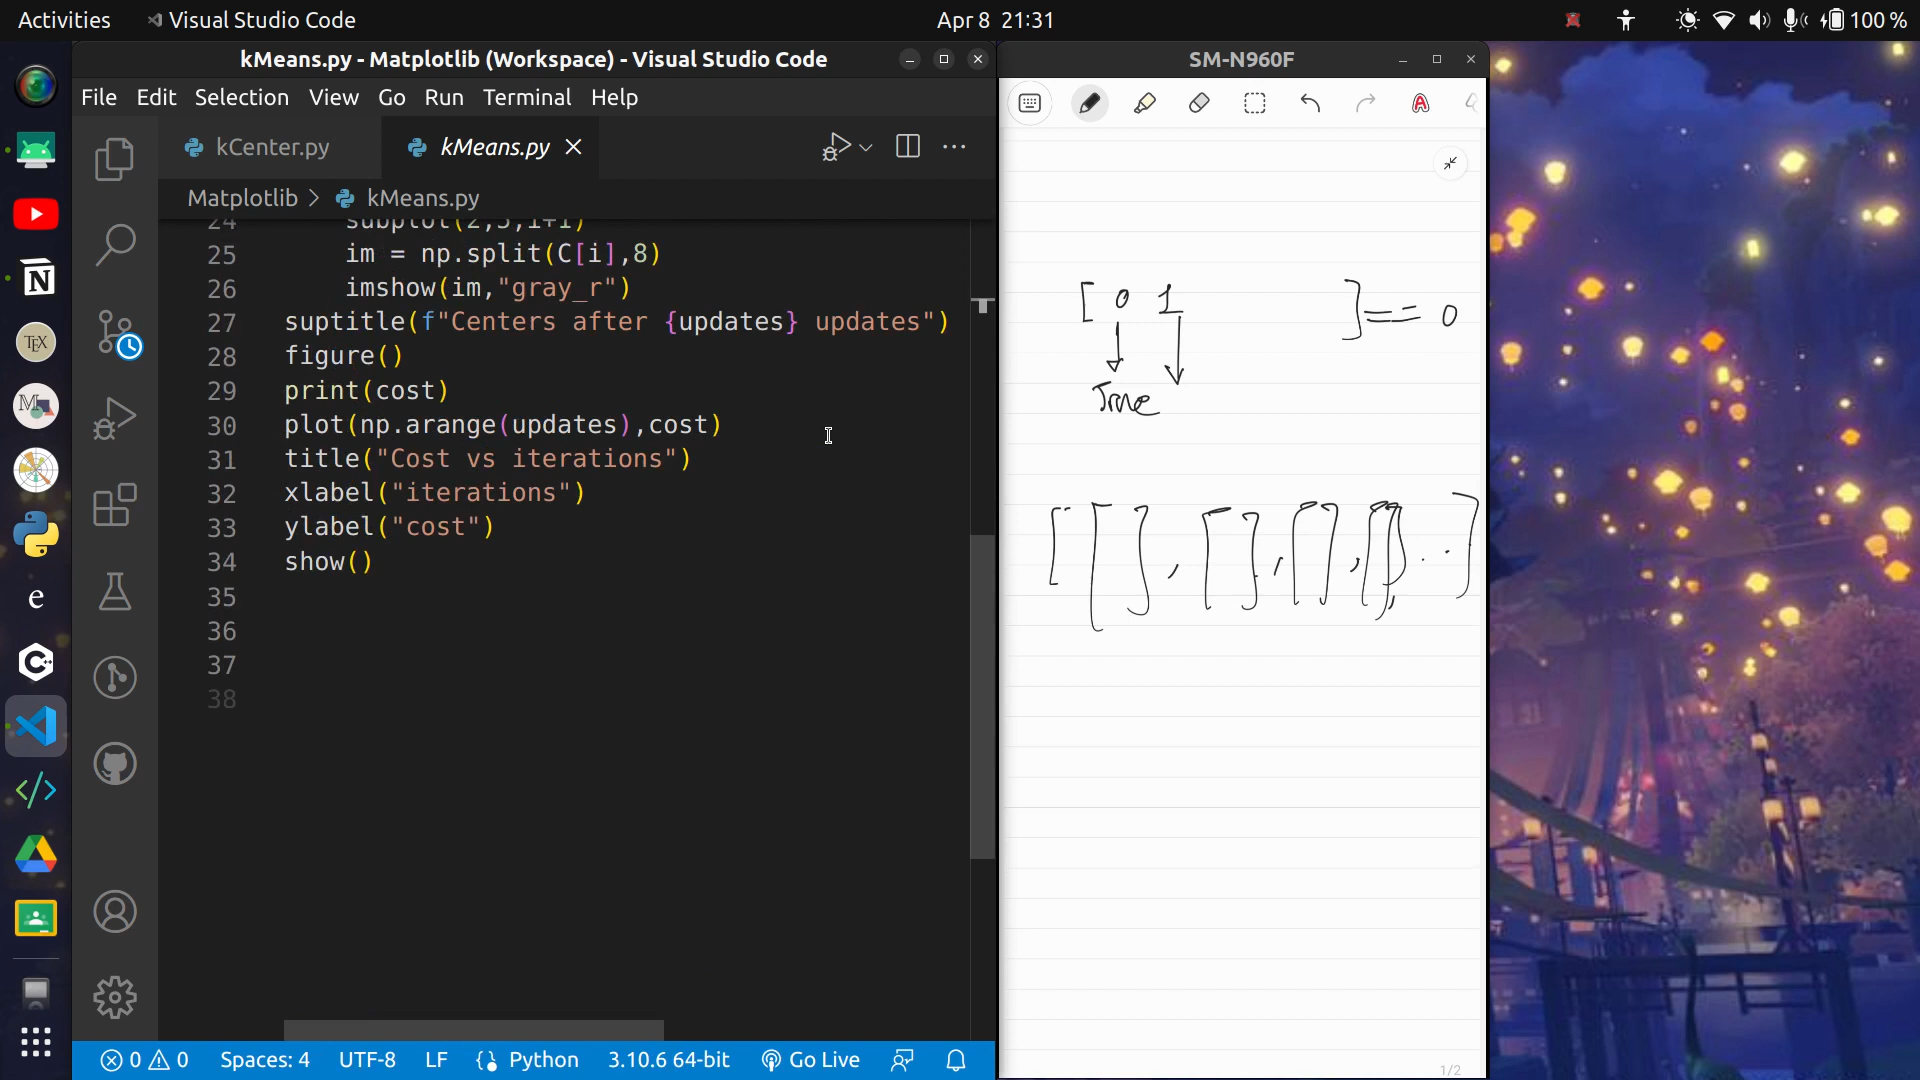 Activities Visual Studio Code Apr 8 21:31 100 %
kMeans.py - Matplotlib (Workspace) - Visual Studio Code
SM-N960F
File Edit Selection View Go Run Terminal Help
kCenter.py kMeans.py
Matplotlib > kMeans.py
24 subplot(2,5,i+1)
25 im = np.split(C[i],8)
26 imshow(im,"gray_r")
27 suptitle(f"Centers after {updates} updates")
28 figure()
29 print(cost)
30 plot(np.arange(updates),cost)
31 title("Cost vs iterations")
32 xlabel("iterations")
33 ylabel("cost")
34 show()
35
36
37
38
[ 0 1 ] == 0
True
[ [ ], [ ], [ ], [ ], . . ]
1/2
0 0 Spaces: 4 UTF-8 LF {} Python 3.10.6 64-bit Go Live